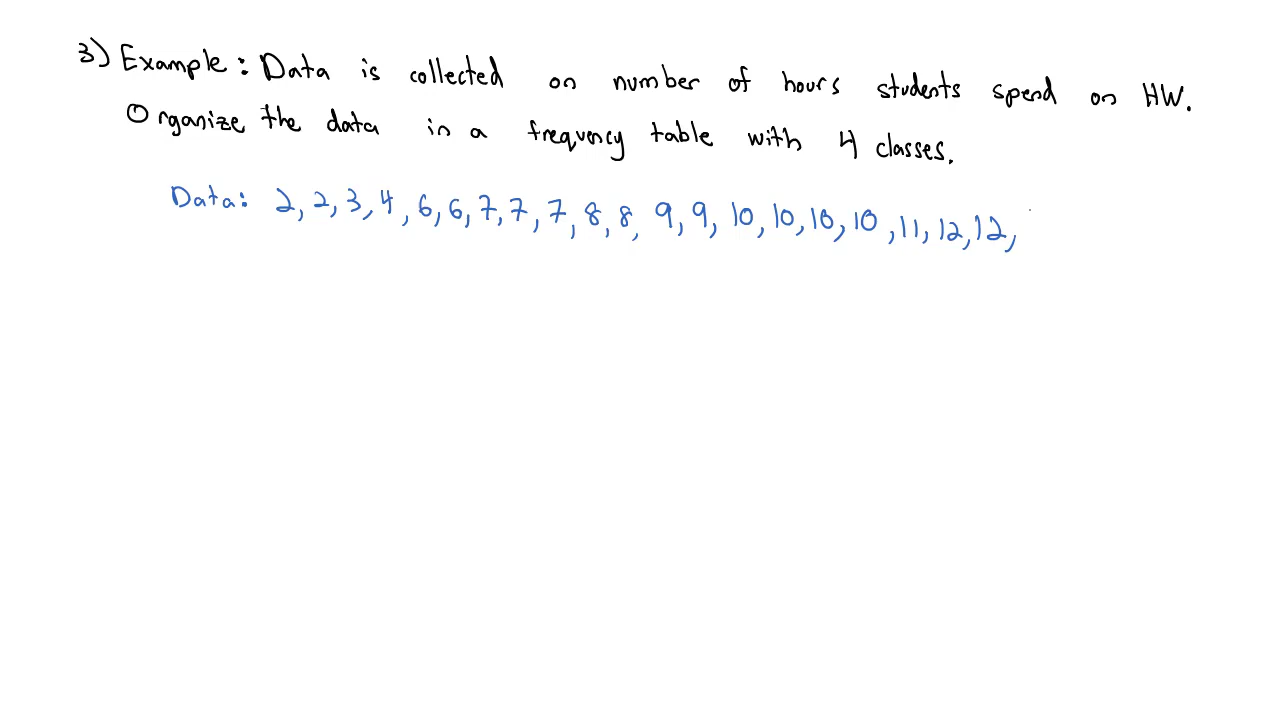 3) Example: Data is collected on number of hours students spend on HW.
Organize the data in a frequency table with 4 classes.
Data: 2, 2, 3, 4, 6, 6, 7, 7, 7, 8, 8, 9, 9, 10, 10, 10, 10, 11, 12, 12,